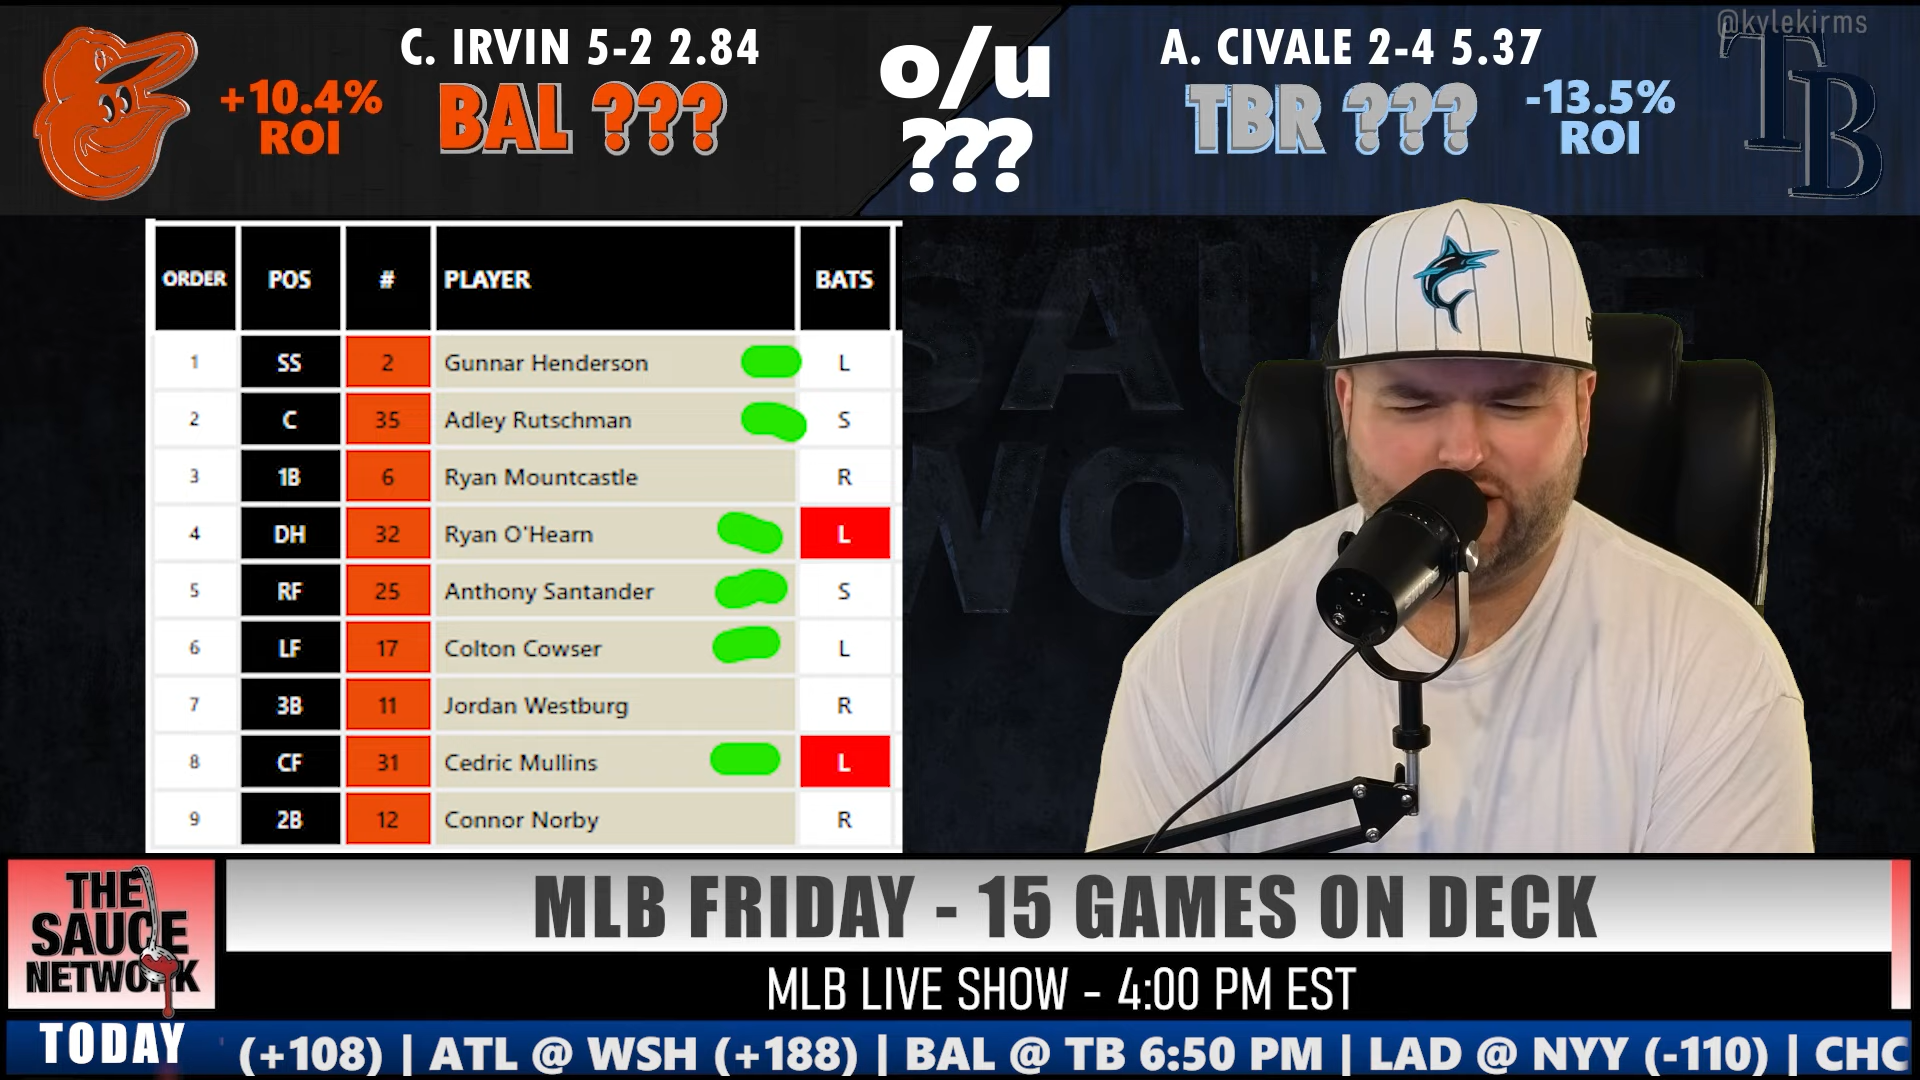 @kylekirms
C. IRVIN 5-2 2.84
+10.4%
ROI
BAL ???
o/u
???
A. CIVALE 2-4 5.37
TBR ???
-13.5%
ROI
TB
ORDER POS # PLAYER BATS
1 SS 2 Gunnar Henderson L
2 C 35 Adley Rutschman S
3 1B 6 Ryan Mountcastle R
4 DH 32 Ryan O'Hearn L
5 RF 25 Anthony Santander S
6 LF 17 Colton Cowser L
7 3B 11 Jordan Westburg R
8 CF 31 Cedric Mullins L
9 2B 12 Connor Norby R
THE
SAUCE
NETWORK
MLB FRIDAY - 15 GAMES ON DECK
MLB LIVE SHOW - 4:00 PM EST
TODAY
(+108) | ATL @ WSH (+188) | BAL @ TB 6:50 PM | LAD @ NYY (-110) | CHC